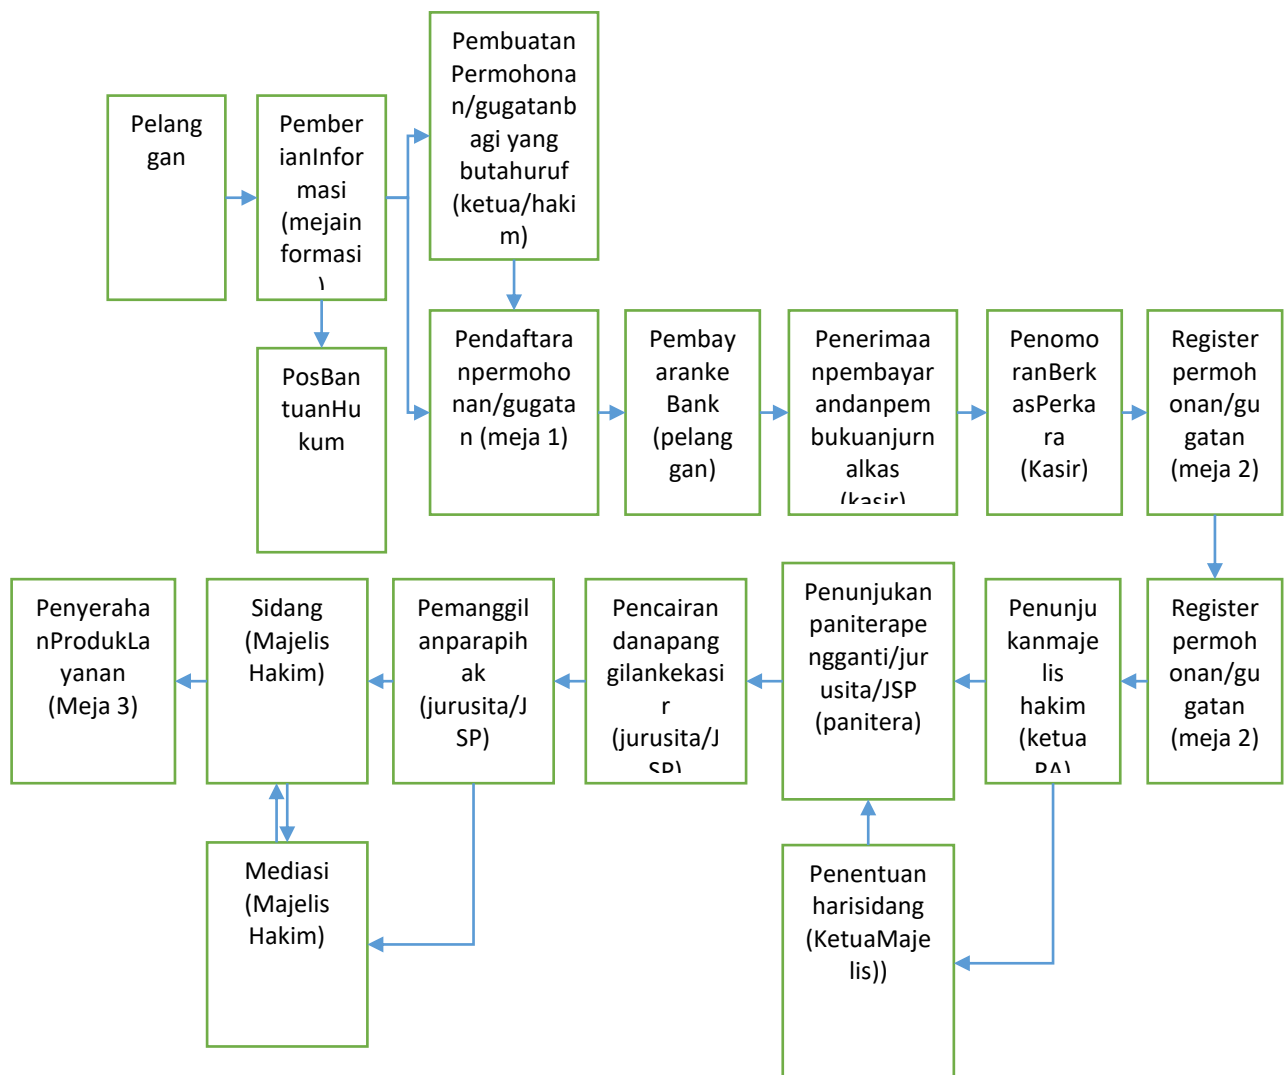 Pelang
gan
Pember
ianInfor
masi
(mejain
formasi
)
Pembuatan
Permohona
n/gugatanb
agi yang
butahuruf
(ketua/haki
m)
PosBan
tuanHu
kum
Pendaftara
npermoho
nan/gugata
n (meja 1)
Pembay
aranke
Bank
(pelang
gan)
Penerimaa
npembayar
andanpem
bukuanjurn
alkas
(kasir)
Penomo
ranBerk
asPerka
ra
(Kasir)
Register
permoh
onan/gu
gatan
(meja 2)
Penyeraha
nProdukLa
yanan
(Meja 3)
Sidang
(Majelis
Hakim)
Pemanggil
anparapih
ak
(jurusita/J
SP)
Pencairan
danapang
gilankekasi
r
(jurusita/J
SP)
Penunjukan
paniterape
ngganti/jur
usita/JSP
(panitera)
Penunju
kanmaje
lis
hakim
(ketua
PA)
Register
permoh
onan/gu
gatan
(meja 2)
Mediasi
(Majelis
Hakim)
Penentuan
harisidang
(KetuaMaje
lis))